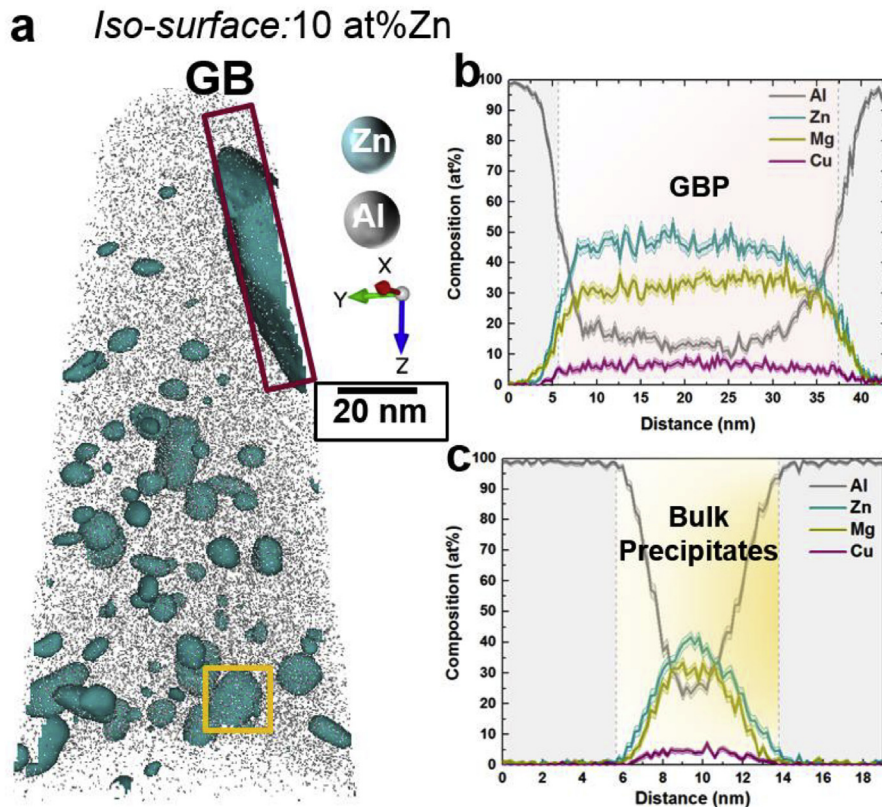 a Iso-surface:10 at%Zn
GB
Zn
Al
X
Y
Z
20 nm
b
100
90
80
70
60
50
40
30
20
10
0
Composition (at%)
Al
Zn
Mg
Cu
GBP
0 5 10 15 20 25 30 35 40
Distance (nm)
c
100
90
80
70
60
50
40
30
20
10
0
Composition (at%)
Al
Zn
Mg
Cu
Bulk
Precipitates
0 2 4 6 8 10 12 14 16 18
Distance (nm)